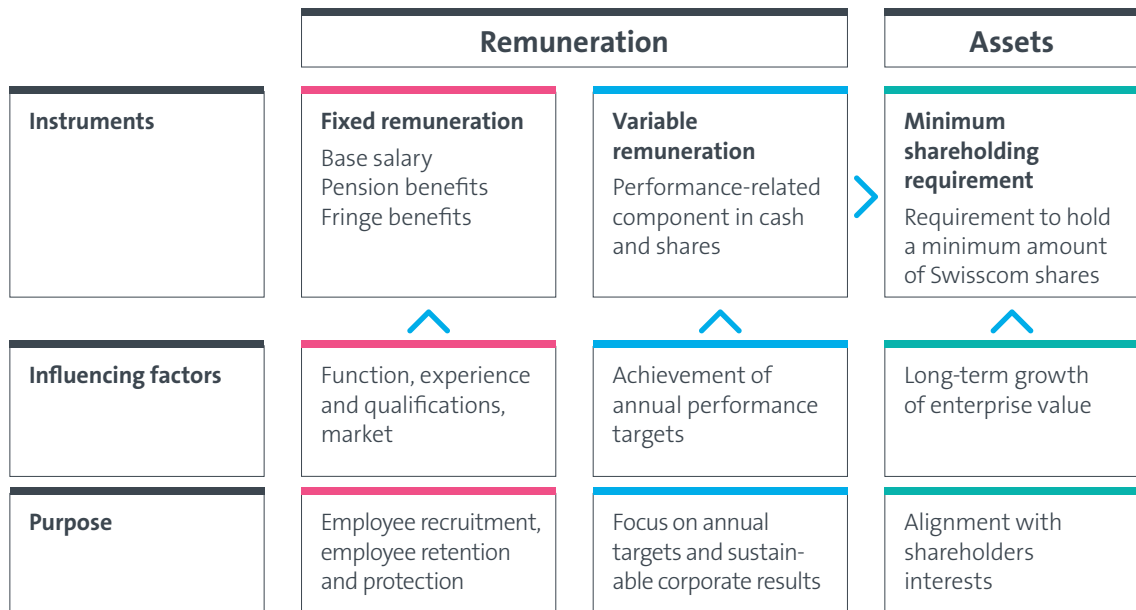 Remuneration
Assets
Instruments
Fixed remuneration
Base salary
Pension benefits
Fringe benefits
Variable
remuneration
Performance-related
component in cash
and shares
Minimum
shareholding
requirement
Requirement to hold
a minimum amount
of Swisscom shares
Influencing factors
Function, experience
and qualifications,
market
Achievement of
annual performance
targets
Long-term growth
of enterprise value
Purpose
Employee recruitment,
employee retention
and protection
Focus on annual
targets and sustain-
able corporate results
Alignment with
shareholders
interests